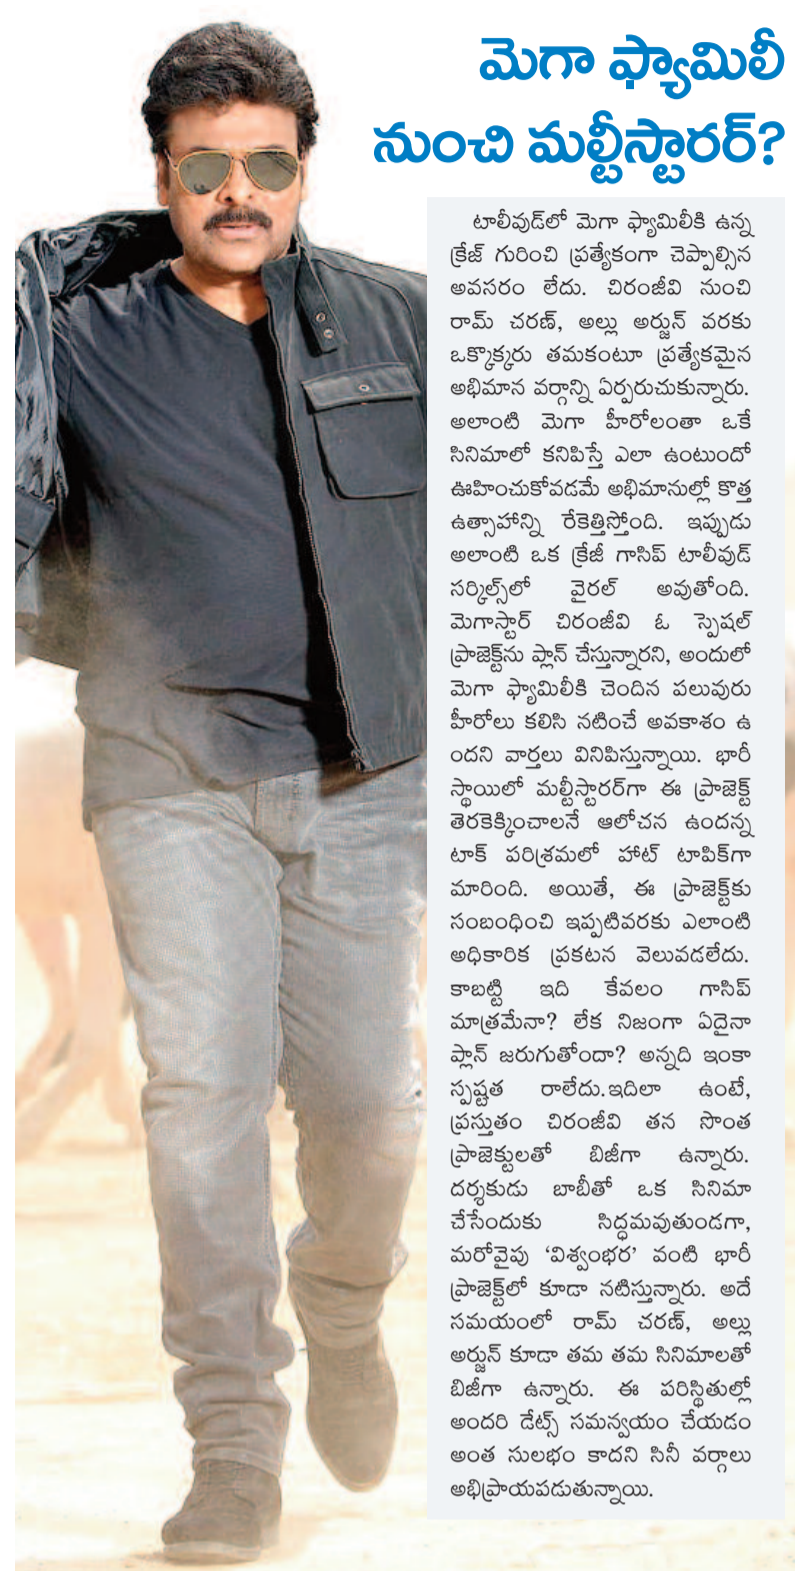 మెగా ఫ్యామిలీ
నుంచి మల్టీస్టారర్?
టాలీవుడ్‌లో మెగా ఫ్యామిలీకి ఉన్న
క్రేజ్ గురించి ప్రత్యేకంగా చెప్పాల్సిన
అవసరం లేదు. చిరంజీవి నుంచి
రామ్ చరణ్, అల్లు అర్జున్ వరకు
ఒక్కొక్కరు తమకంటూ ప్రత్యేకమైన
అభిమాన వర్గాన్ని ఏర్పరుచుకున్నారు.
అలాంటి మెగా హీరోలంతా ఒకే
సినిమాలో కనిపిస్తే ఎలా ఉంటుందో
ఊహించుకోవడమే అభిమానుల్లో కొత్త
ఉత్సాహాన్ని రేకెత్తిస్తోంది. ఇప్పుడు
అలాంటి ఒక క్రేజీ గాసిప్ టాలీవుడ్
సర్కిల్స్‌లో వైరల్ అవుతోంది.
మెగాస్టార్ చిరంజీవి ఓ స్పెషల్
ప్రాజెక్ట్‌ను ప్లాన్ చేస్తున్నారని, అందులో
మెగా ఫ్యామిలీకి చెందిన పలువురు
హీరోలు కలిసి నటించే అవకాశం ఉ
ందని వార్తలు వినిపిస్తున్నాయి. భారీ
స్థాయిలో మల్టీస్టారర్‌గా ఈ ప్రాజెక్ట్
తెరకెక్కించాలనే ఆలోచన ఉందన్న
టాక్ పరిశ్రమలో హాట్ టాపిక్‌గా
మారింది. అయితే, ఈ ప్రాజెక్ట్‌కు
సంబంధించి ఇప్పటివరకు ఎలాంటి
అధికారిక ప్రకటన వెలువడలేదు.
కాబట్టి ఇది కేవలం గాసిప్
మాత్రమేనా? లేక నిజంగా ఏదైనా
ప్లాన్ జరుగుతోందా? అన్నది ఇంకా
స్పష్టత రాలేదు.ఇదిలా ఉంటే,
ప్రస్తుతం చిరంజీవి తన సొంత
ప్రాజెక్టులతో బిజీగా ఉన్నారు.
దర్శకుడు బాబీతో ఒక సినిమా
చేసేందుకు సిద్ధమవుతుండగా,
మరోవైపు ‘విశ్వంభర’ వంటి భారీ
ప్రాజెక్ట్‌లో కూడా నటిస్తున్నారు. అదే
సమయంలో రామ్ చరణ్, అల్లు
అర్జున్ కూడా తమ తమ సినిమాలతో
బిజీగా ఉన్నారు. ఈ పరిస్థితుల్లో
అందరి డేట్స్ సమన్వయం చేయడం
అంత సులభం కాదని సినీ వర్గాలు
అభిప్రాయపడుతున్నాయి.